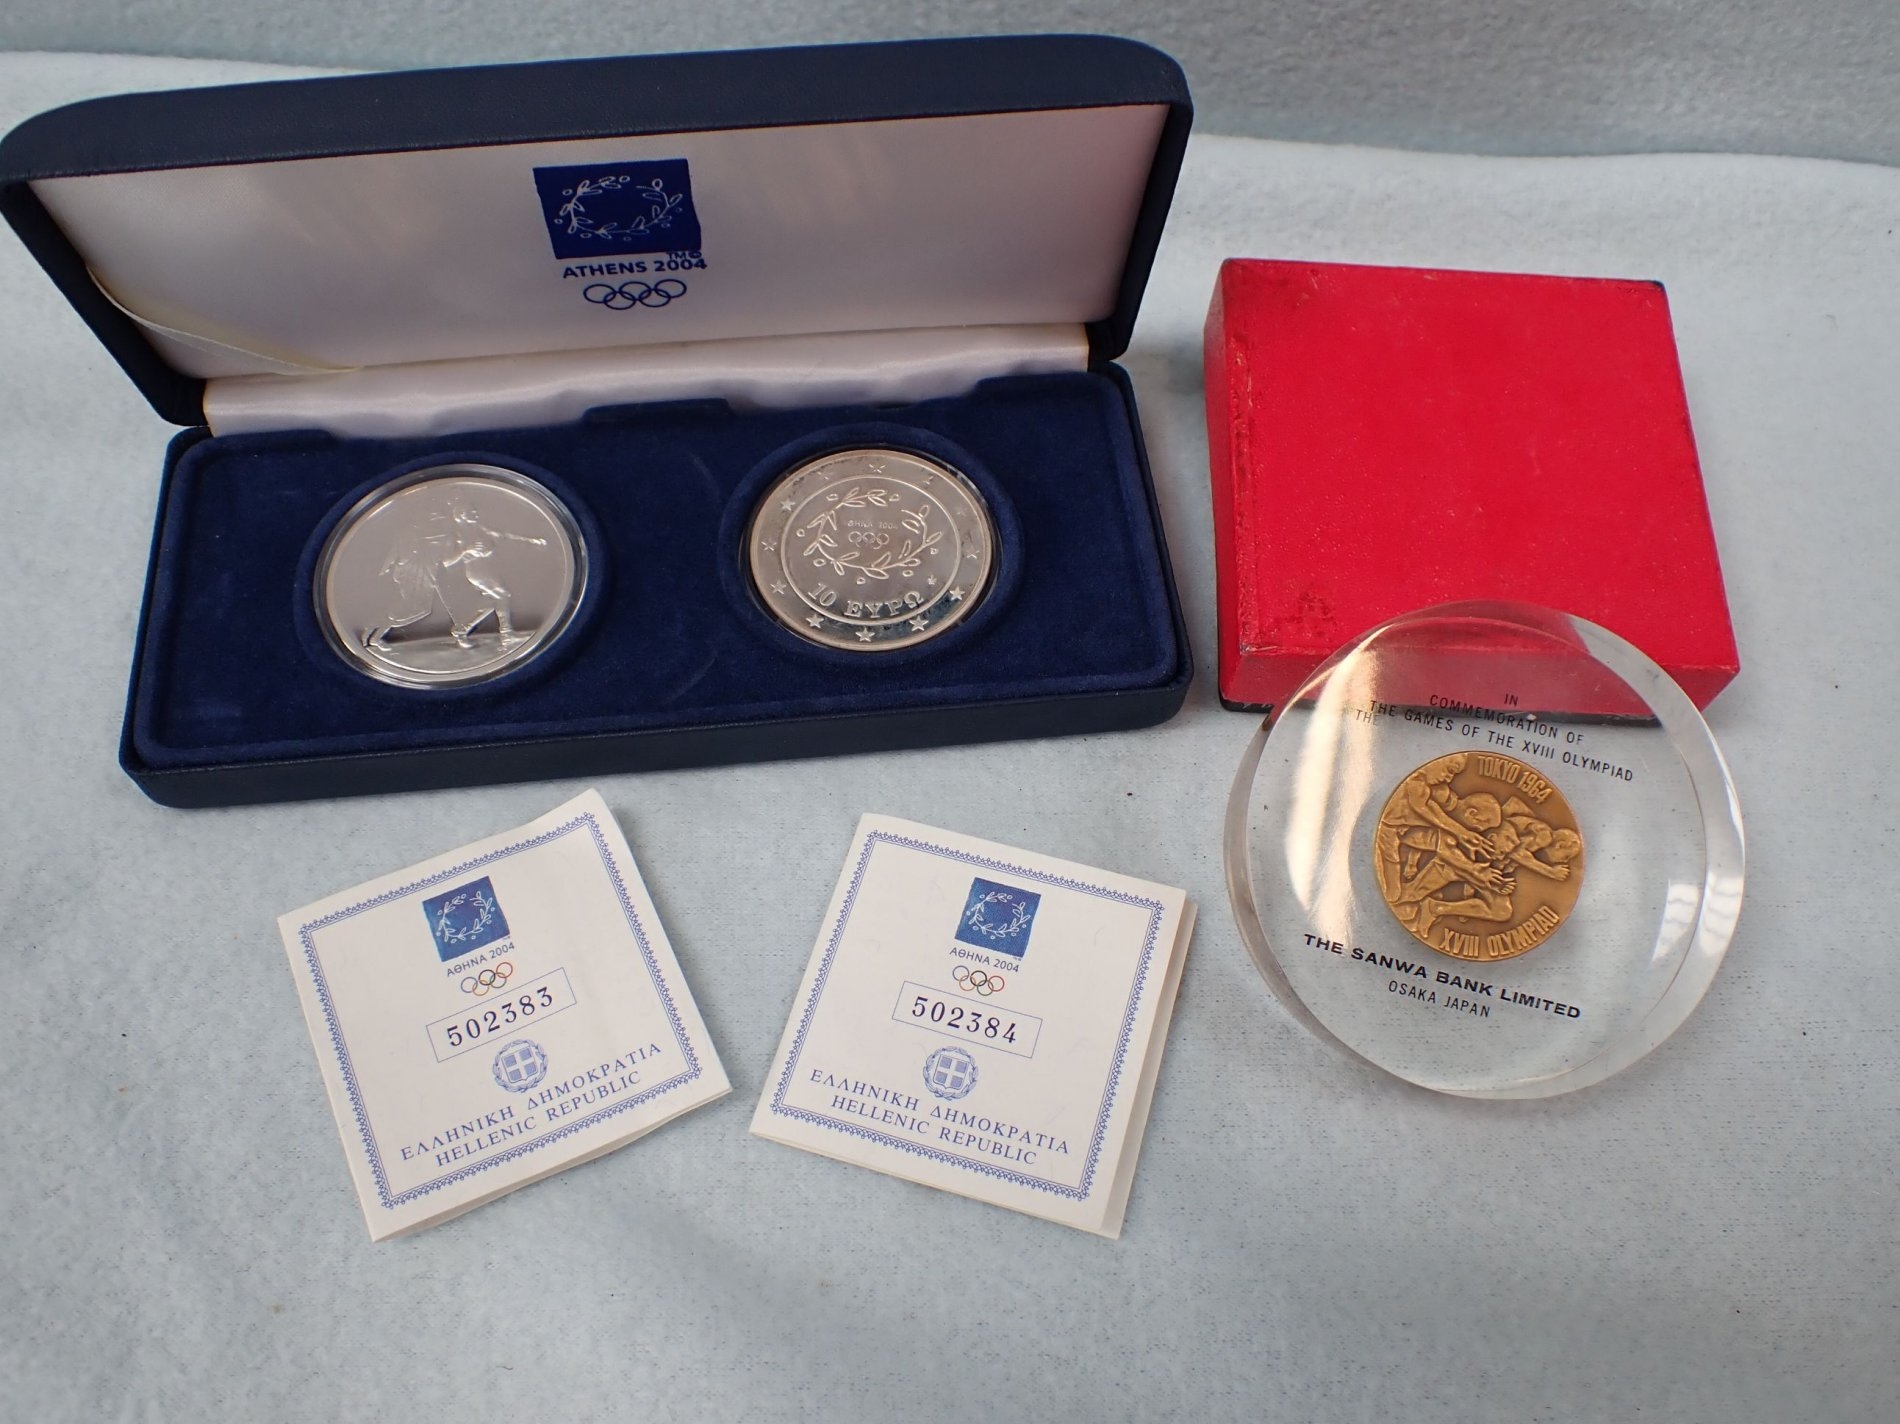 ATHENS 2004
TM©
ΑΘΗΝΑ 2004
10 ΕΥΡΩ
IN
COMMEMORATION OF
THE GAMES OF THE XVIII OLYMPIAD
TOKYO 1964
XVIII OLYMPIAD
THE SANWA BANK LIMITED
OSAKA JAPAN
ΑΘΗΝΑ 2004
502383
ΕΛΛΗΝΙΚΗ ΔΗΜΟΚΡΑΤΙΑ
HELLENIC REPUBLIC
ΑΘΗΝΑ 2004
502384
ΕΛΛΗΝΙΚΗ ΔΗΜΟΚΡΑΤΙΑ
HELLENIC REPUBLIC